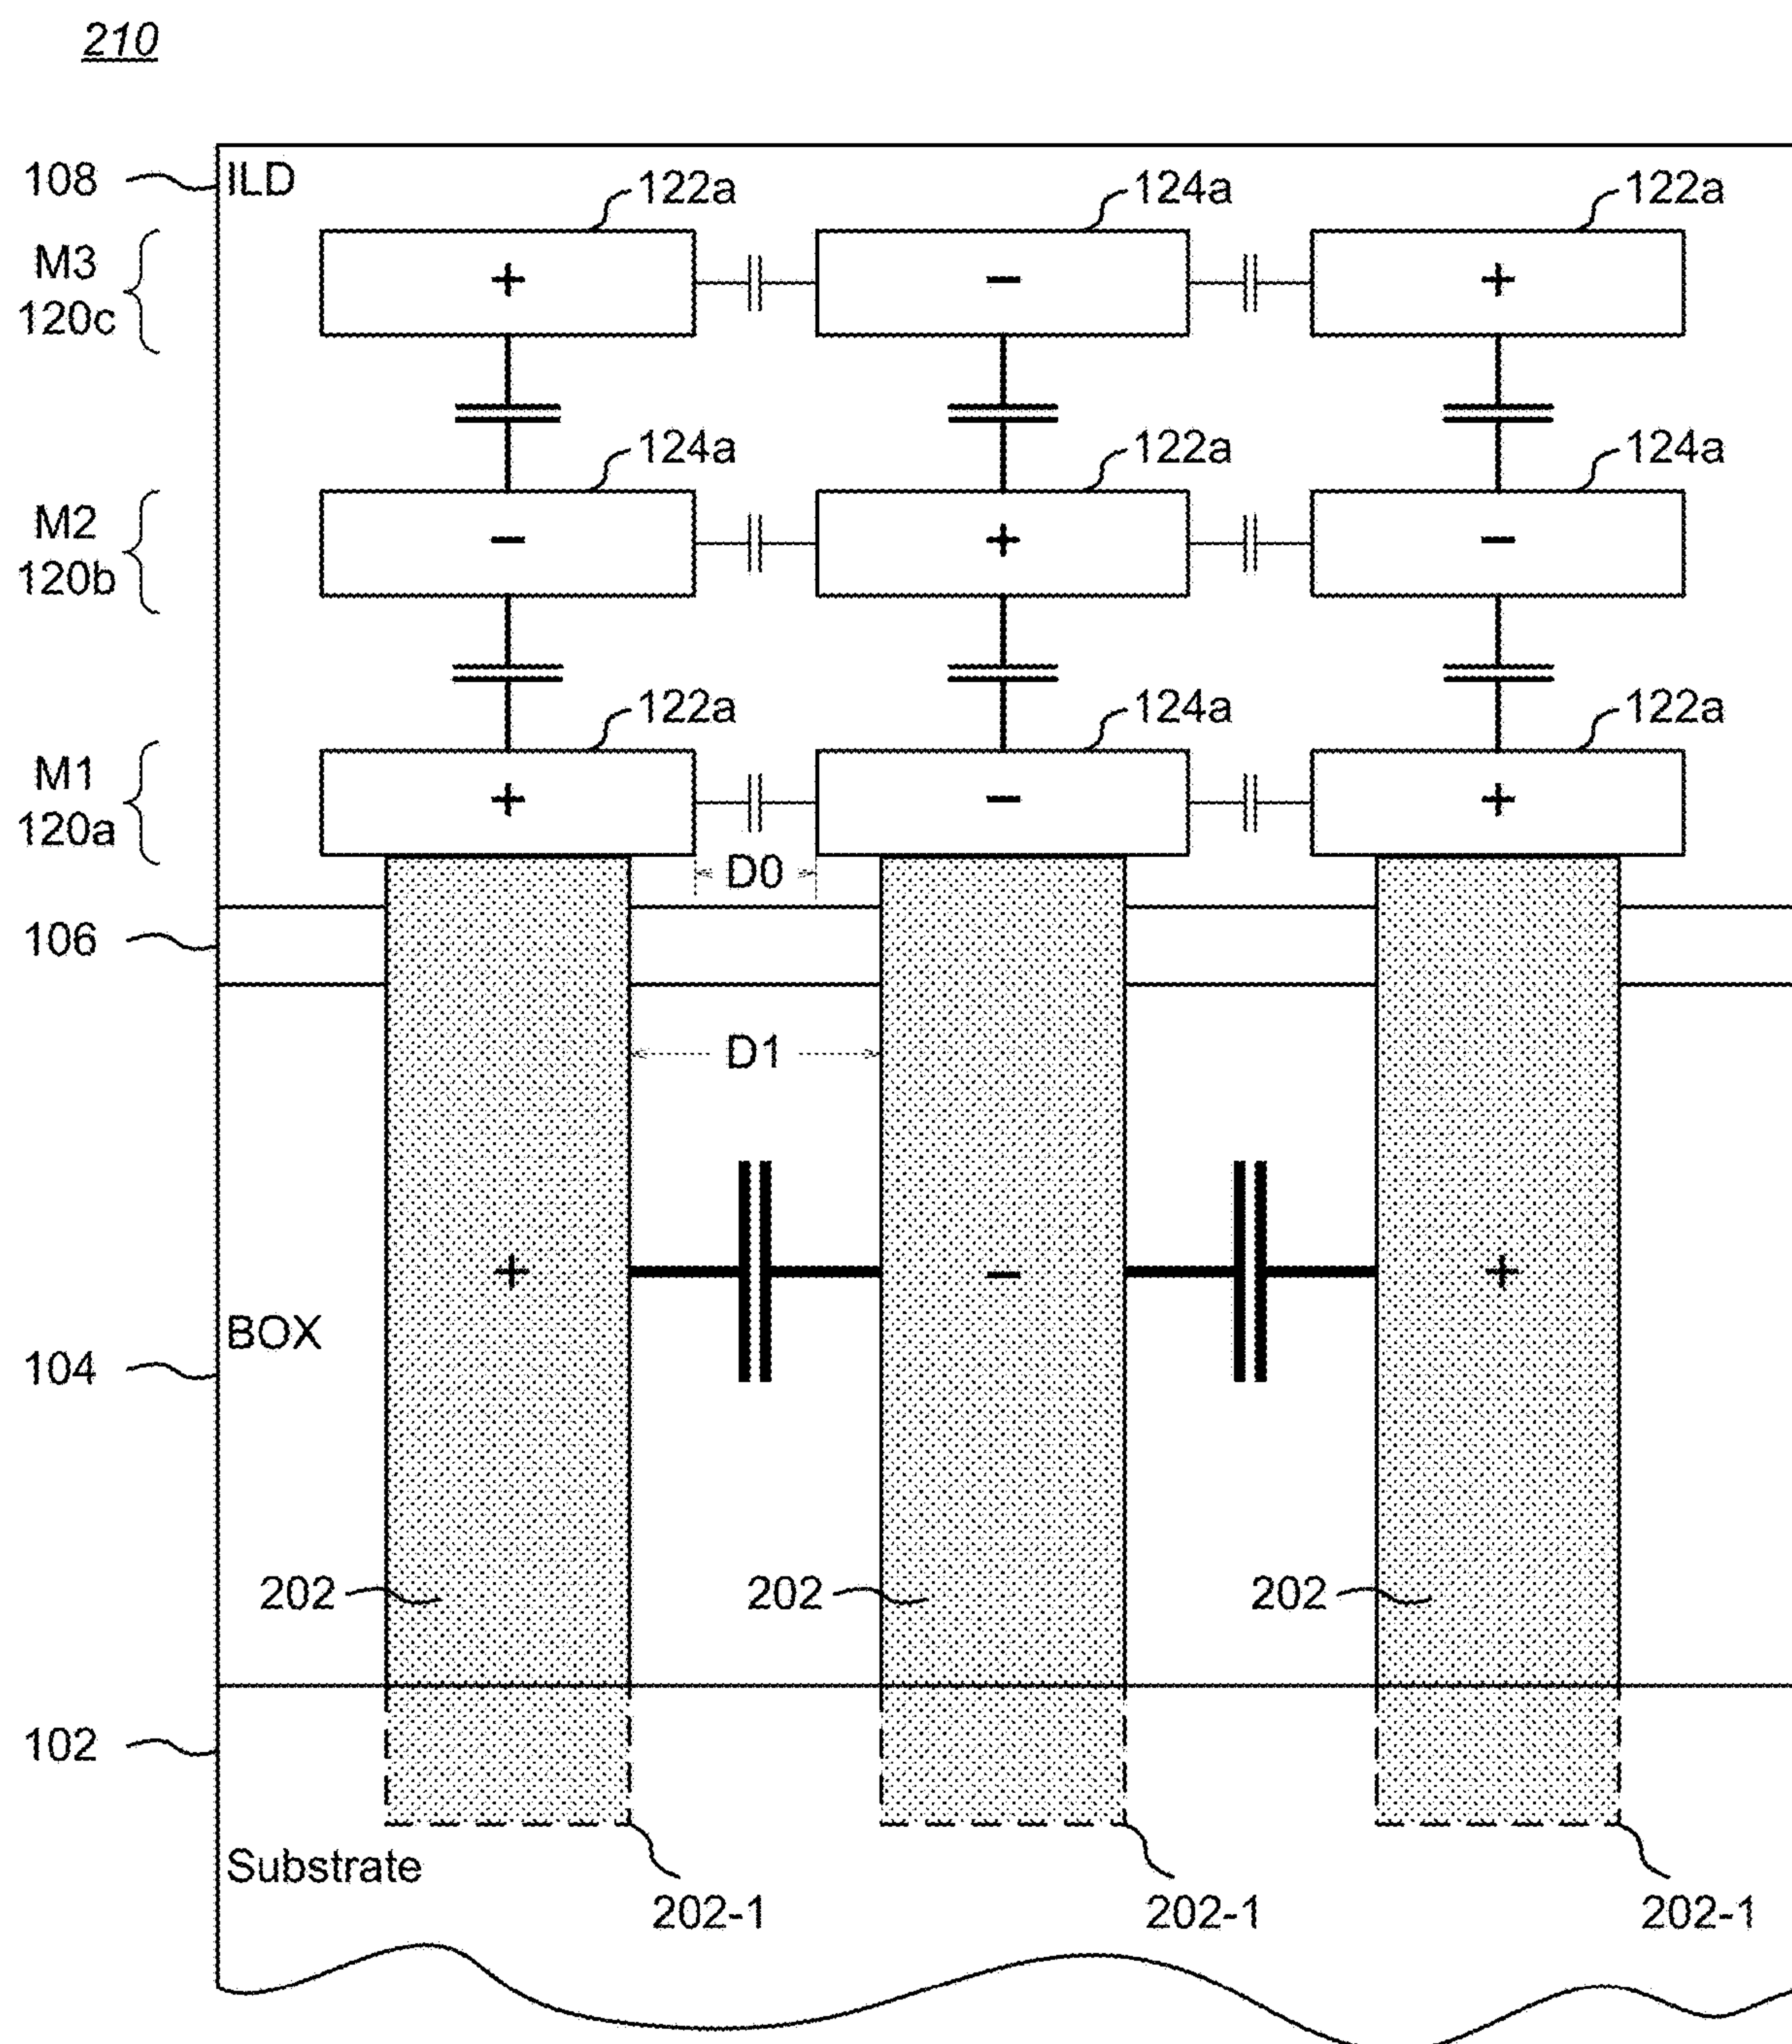 210
108 ILD 122a 124a 122a
M3
120c
+ − +
124a 122a 124a
M2
120b
− + −
122a 124a 122a
M1
120a
+ − +
D0
106
D1
+ − +
BOX
104
202 202 202
102
Substrate
202-1 202-1 202-1